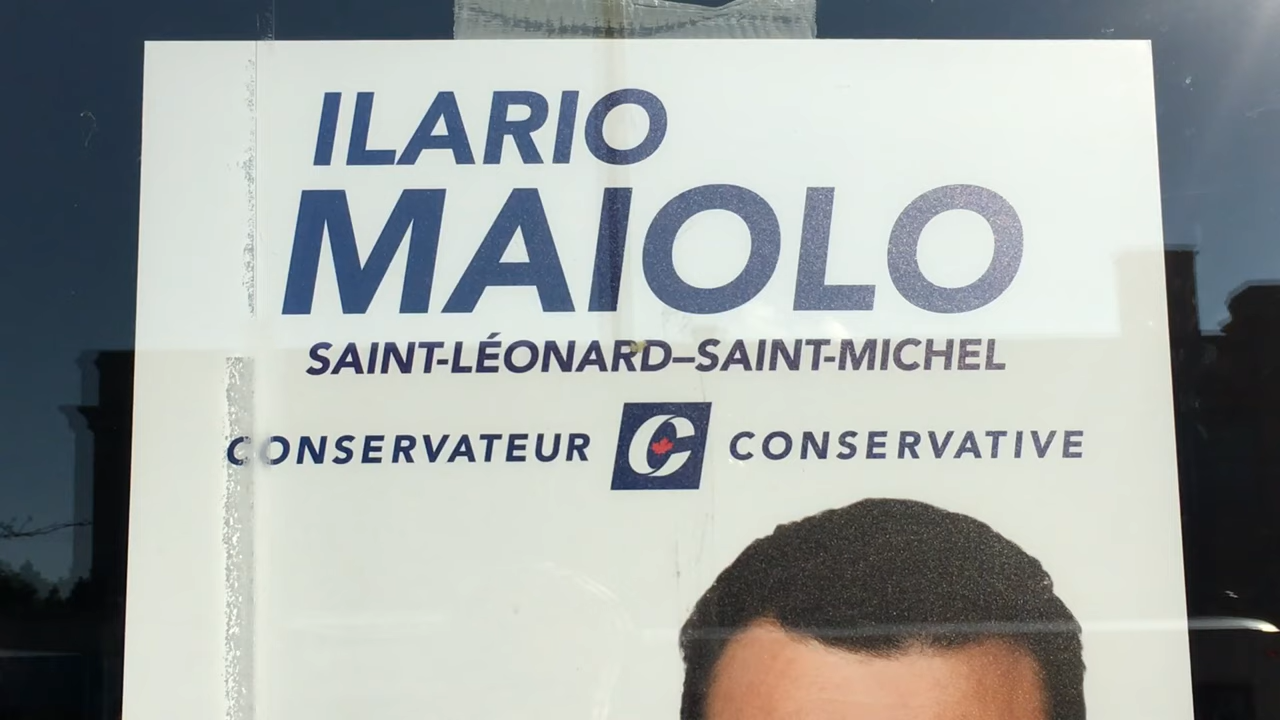 ILARIO
MAIOLO
SAINT-LÉONARD–SAINT-MICHEL
CONSERVATEUR C CONSERVATIVE